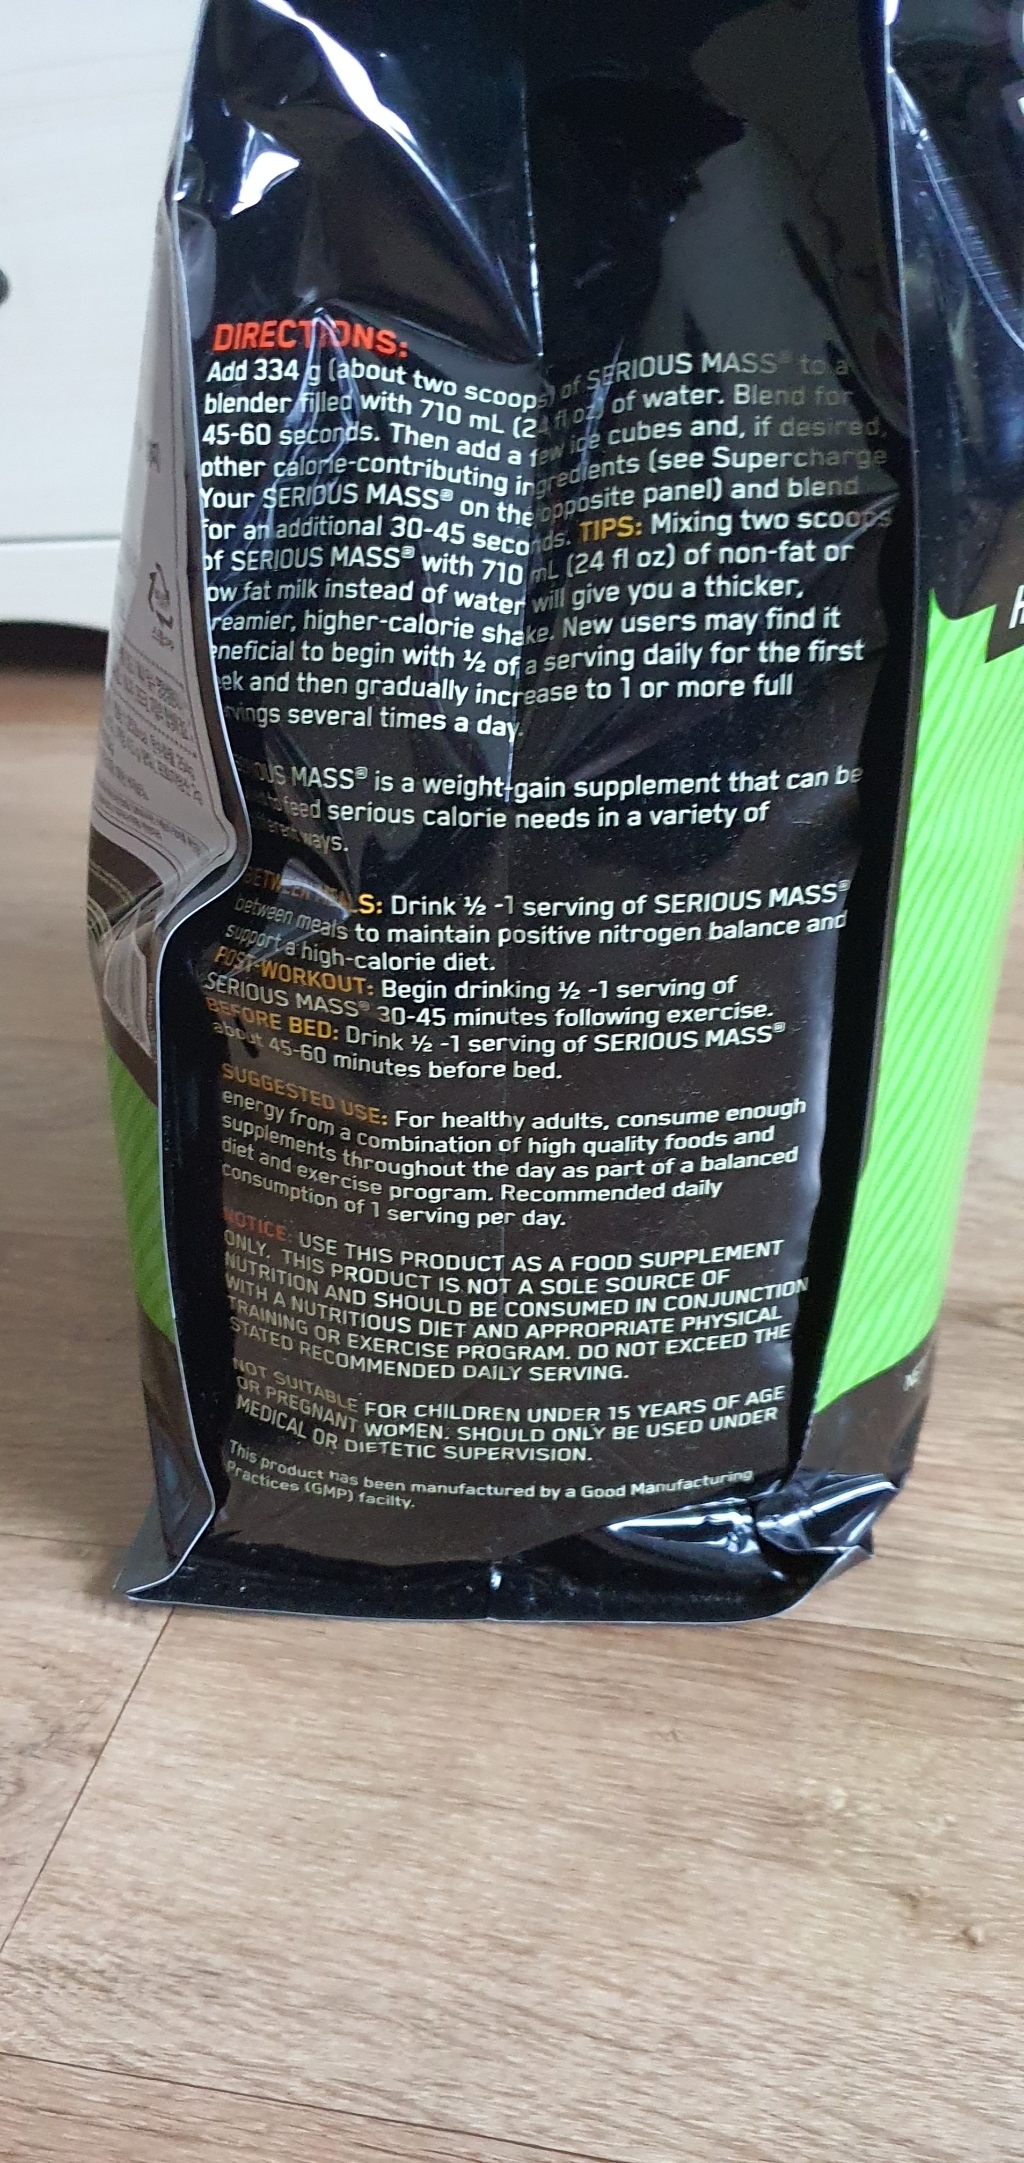 DIRECTIONS:
Add 334 g (about two scoops) of SERIOUS MASS® to a
blender filled with 710 mL (24 fl oz) of water. Blend for
45-60 seconds. Then add a few ice cubes and, if desired,
other calorie-contributing ingredients (see Supercharge
Your SERIOUS MASS® on the opposite panel) and blend
for an additional 30-45 seconds. TIPS: Mixing two scoops
of SERIOUS MASS® with 710 mL (24 fl oz) of non-fat or
ow fat milk instead of water will give you a thicker,
reamier, higher-calorie shake. New users may find it
eneficial to begin with ½ of a serving daily for the first
eek and then gradually increase to 1 or more full
rvings several times a day.
OUS MASS® is a weight-gain supplement that can be
to feed serious calorie needs in a variety of
ways.
BETWEEN MEALS: Drink ½ -1 serving of SERIOUS MASS®
between meals to maintain positive nitrogen balance and
support a high-calorie diet.
POST-WORKOUT: Begin drinking ½ -1 serving of
SERIOUS MASS® 30-45 minutes following exercise.
BEFORE BED: Drink ½ -1 serving of SERIOUS MASS®
about 45-60 minutes before bed.
SUGGESTED USE: For healthy adults, consume enough
energy from a combination of high quality foods and
supplements throughout the day as part of a balanced
diet and exercise program. Recommended daily
consumption of 1 serving per day.
NOTICE: USE THIS PRODUCT AS A FOOD SUPPLEMENT
ONLY. THIS PRODUCT IS NOT A SOLE SOURCE OF
NUTRITION AND SHOULD BE CONSUMED IN CONJUNCTION
WITH A NUTRITIOUS DIET AND APPROPRIATE PHYSICAL
TRAINING OR EXERCISE PROGRAM. DO NOT EXCEED THE
STATED RECOMMENDED DAILY SERVING.
NOT SUITABLE FOR CHILDREN UNDER 15 YEARS OF AGE
OR PREGNANT WOMEN. SHOULD ONLY BE USED UNDER
MEDICAL OR DIETETIC SUPERVISION.
This product has been manufactured by a Good Manufacturing
Practices (GMP) facilty.